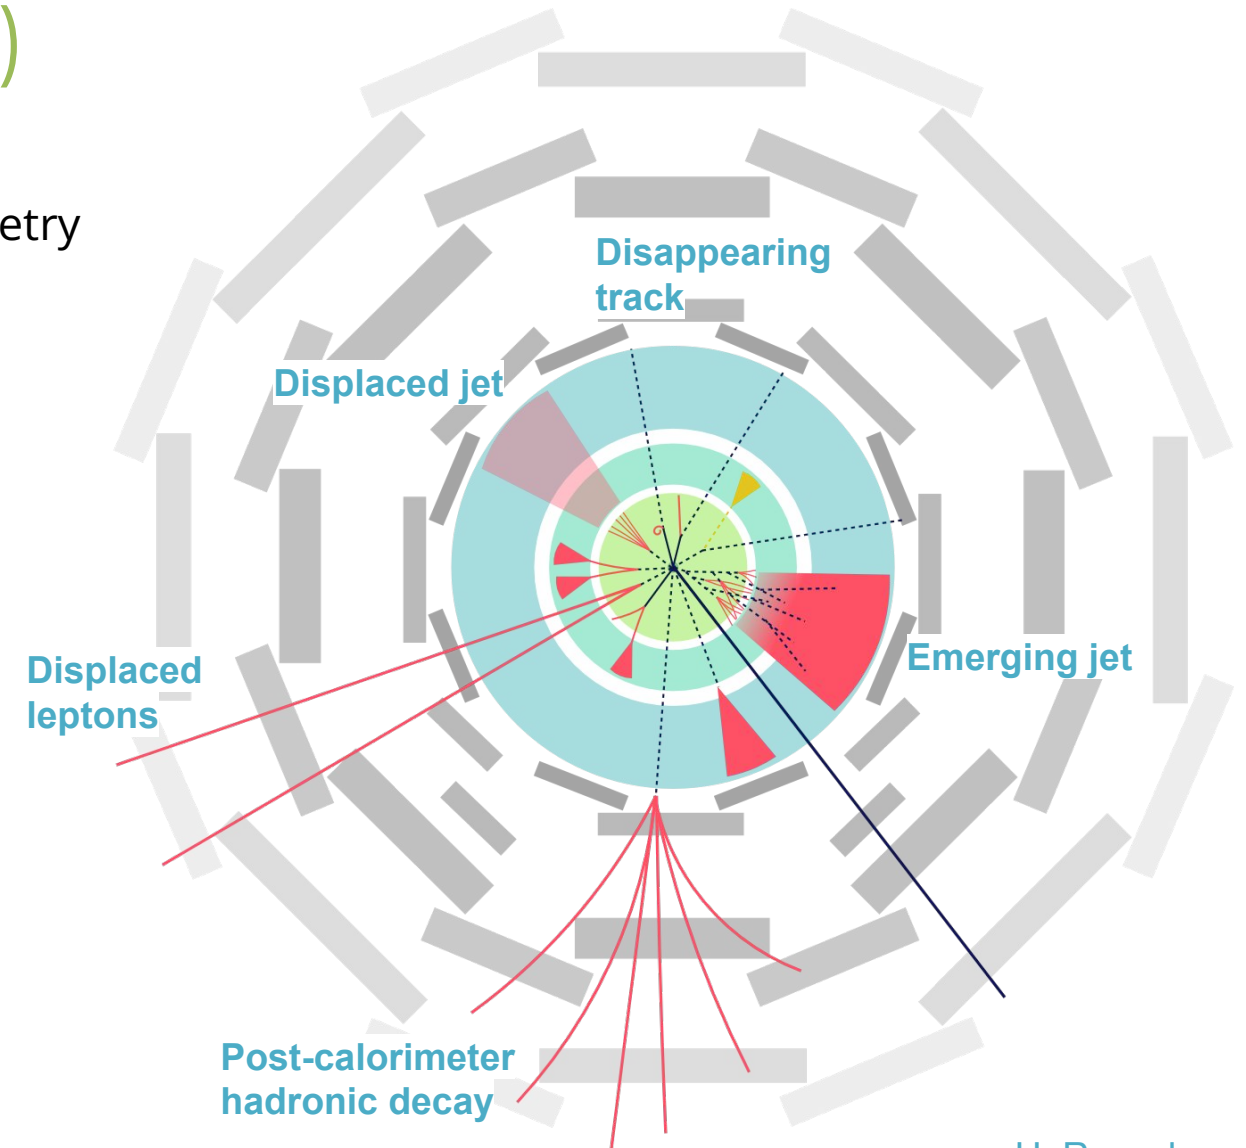 )
etry
Disappearing
track
Displaced jet
Emerging jet
Displaced
leptons
Post-calorimeter
hadronic decay